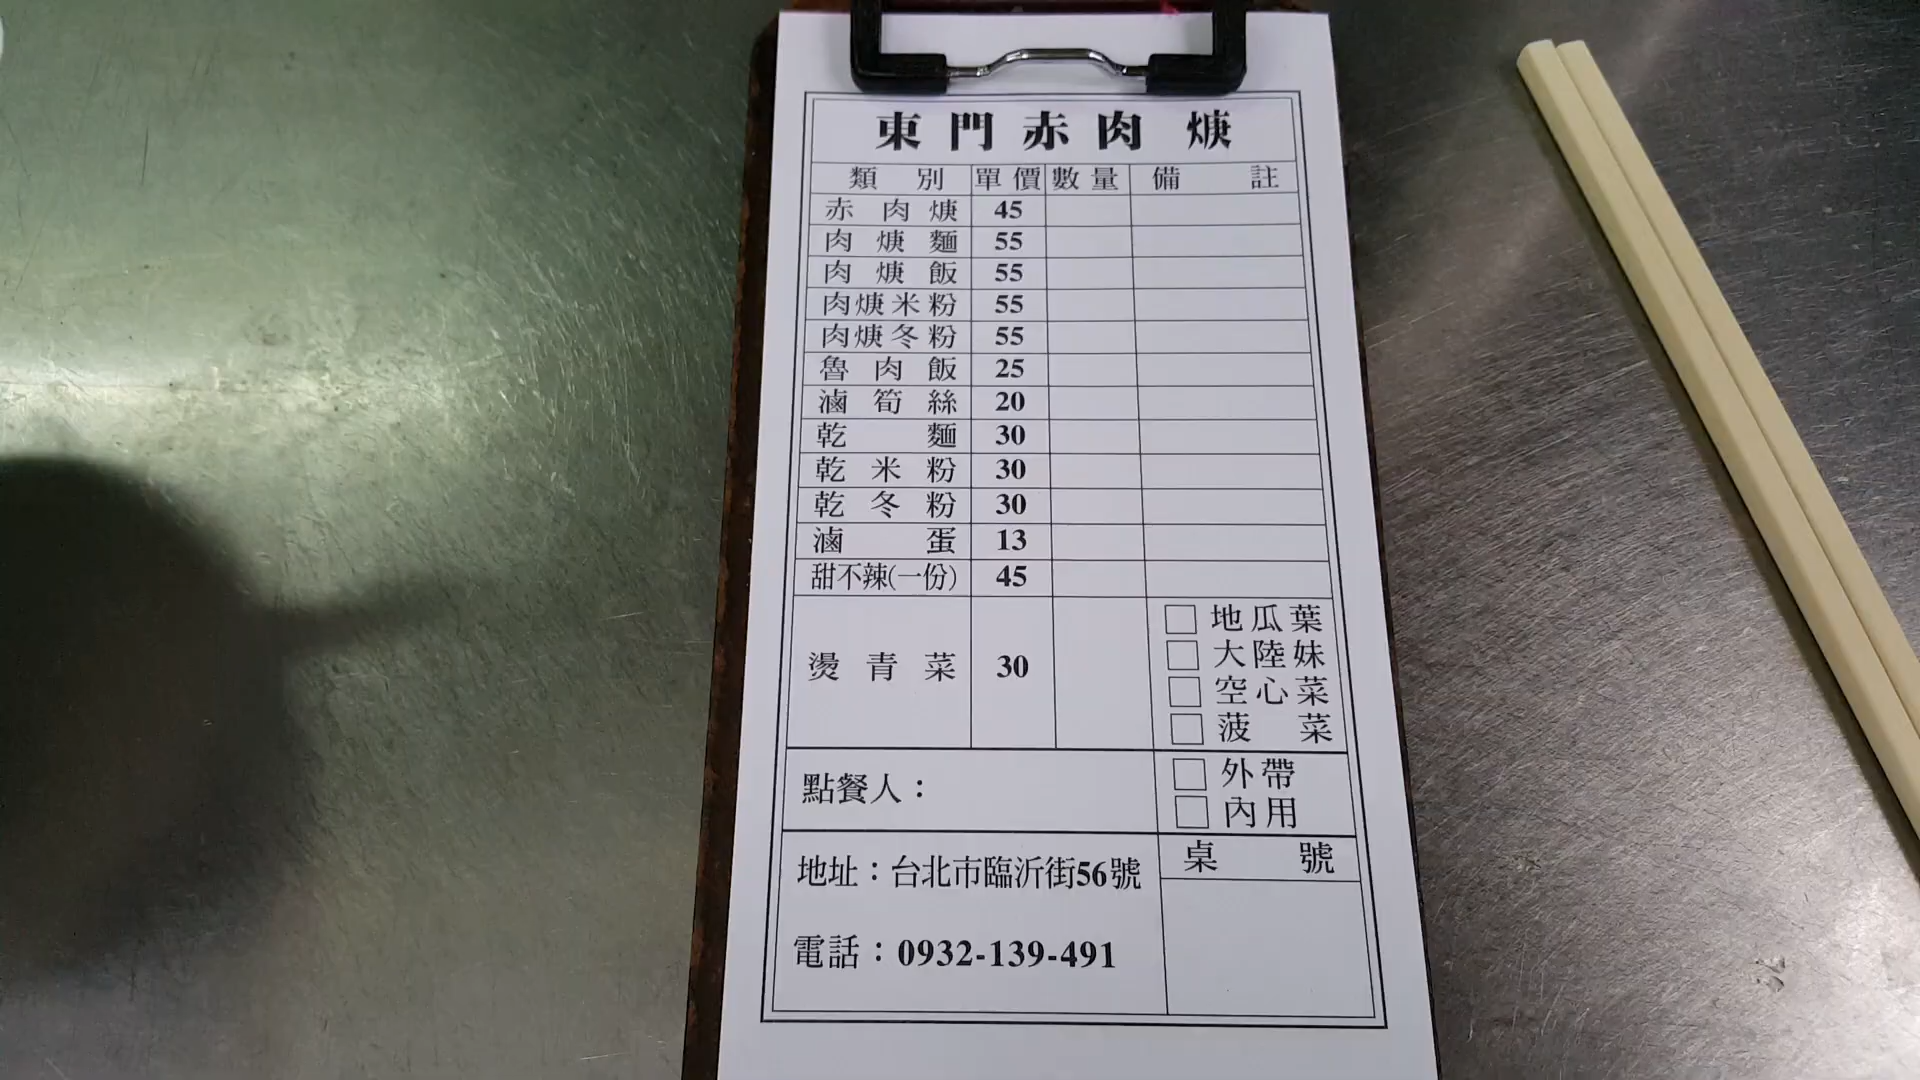 東門赤肉焿
類別 單價 數量 備註
赤肉焿 45
肉焿麵 55
肉焿飯 55
肉焿米粉 55
肉焿冬粉 55
魯肉飯 25
滷筍絲 20
乾麵 30
乾米粉 30
乾冬粉 30
滷蛋 13
甜不辣(一份) 45
燙青菜 30
□ 地瓜葉
□ 大陸妹
□ 空心菜
□ 菠菜
點餐人：
□ 外帶
□ 內用
桌號
地址：台北市臨沂街56號
電話：0932-139-491